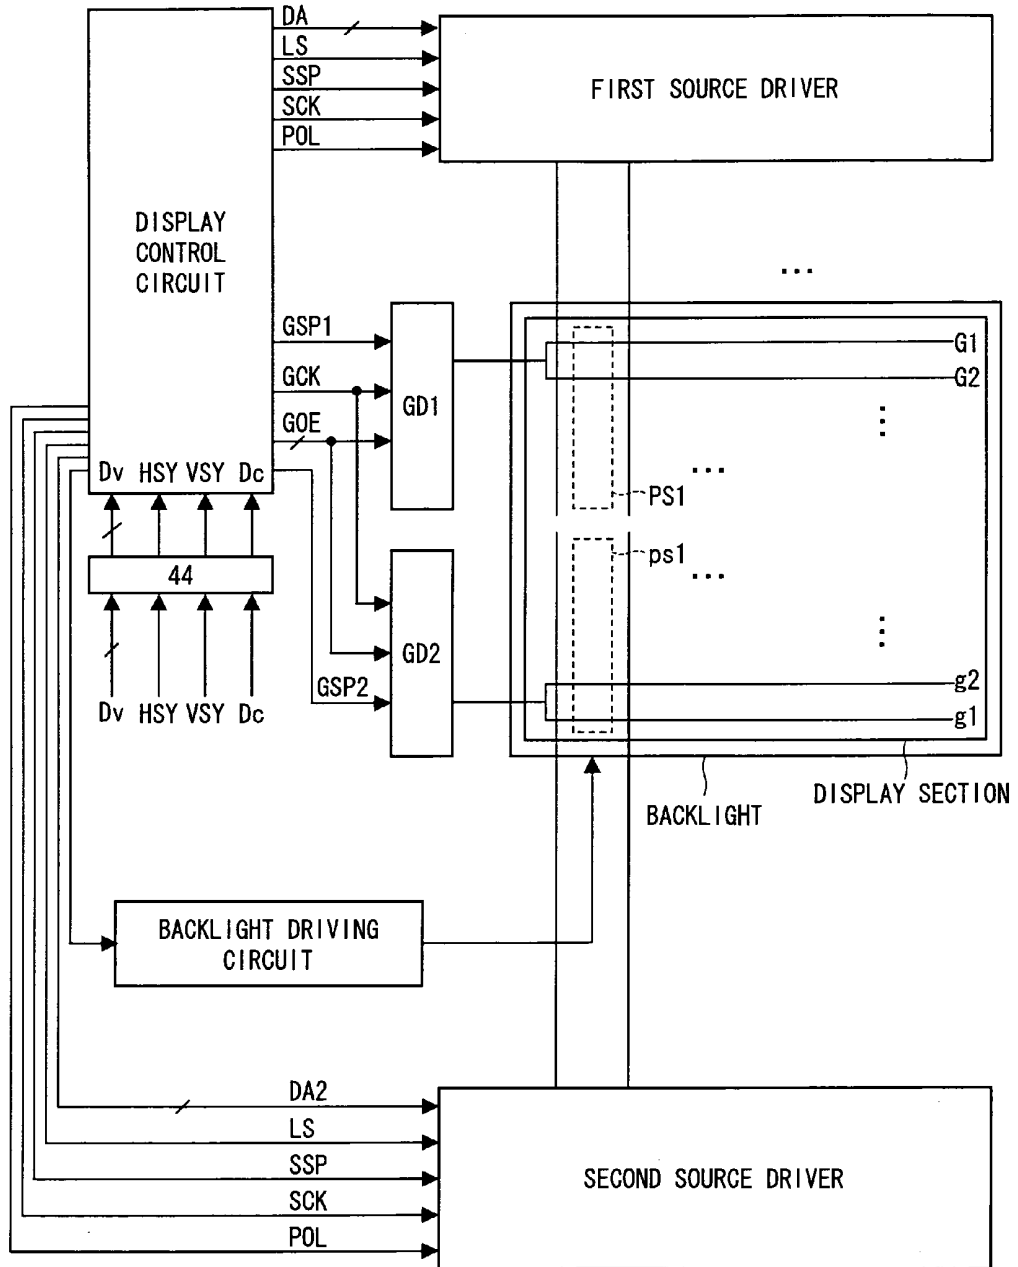 DA
LS
SSP
SCK
POL
FIRST SOURCE DRIVER
DISPLAY
CONTROL
CIRCUIT
...
GSP1
GCK
GOE
GD1
G1
G2
...
PS1
Dv HSY VSY Dc
44
Dv HSY VSY Dc
GSP2
GD2
ps1
...
g2
g1
DISPLAY SECTION
BACKLIGHT
BACKLIGHT DRIVING
CIRCUIT
DA2
LS
SSP
SCK
POL
SECOND SOURCE DRIVER